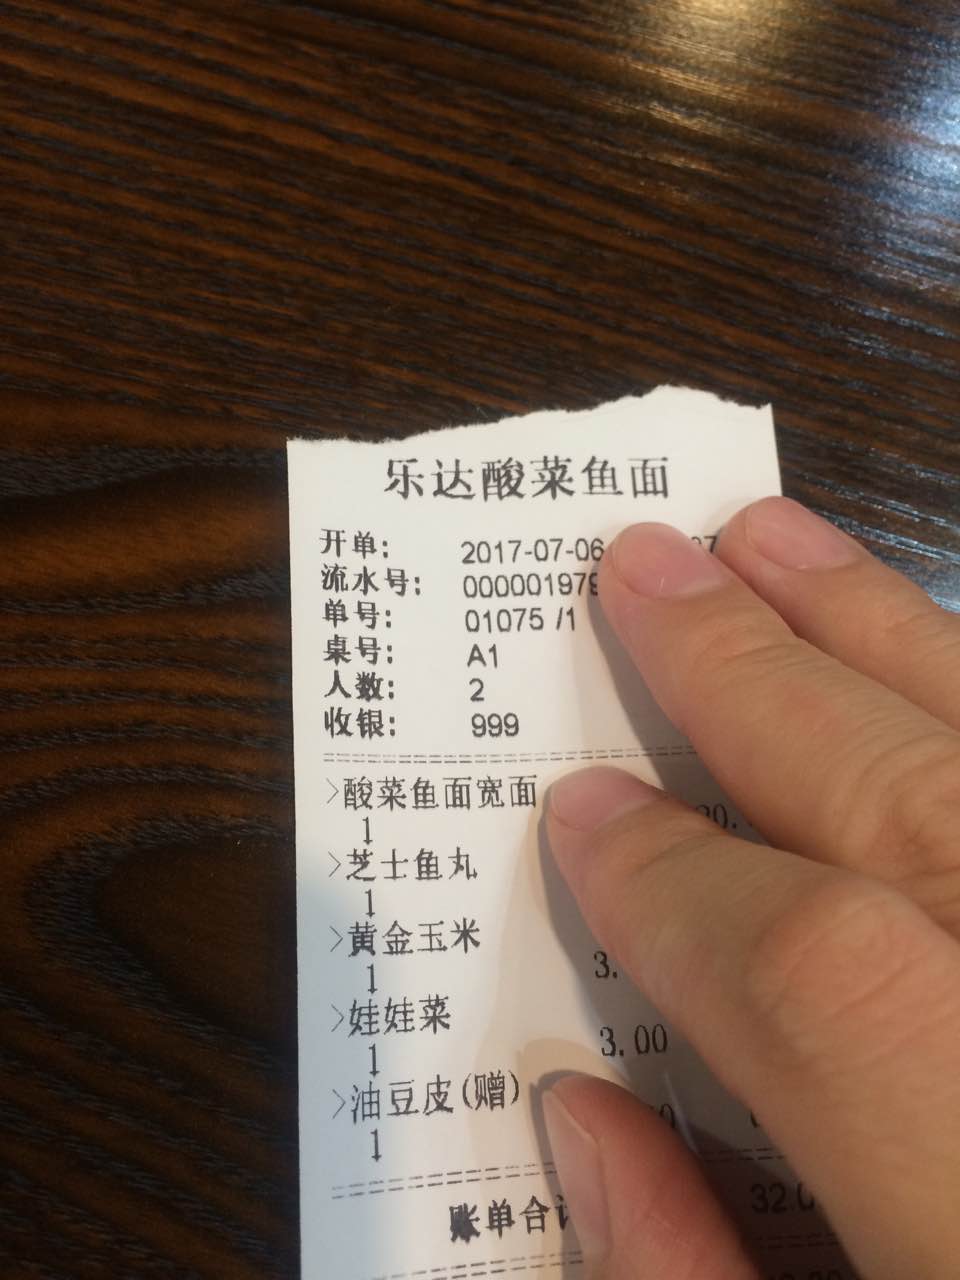 乐达酸菜鱼面
开单: 2017-07-06
流水号: 000001979
单号: 01075 /1
桌号: A1
人数: 2
收银: 999
>酸菜鱼面宽面
1
>芝士鱼丸
1
>黄金玉米
1 3.
>娃娃菜
1 3.00
>油豆皮(赠)
1
账单合 32.0